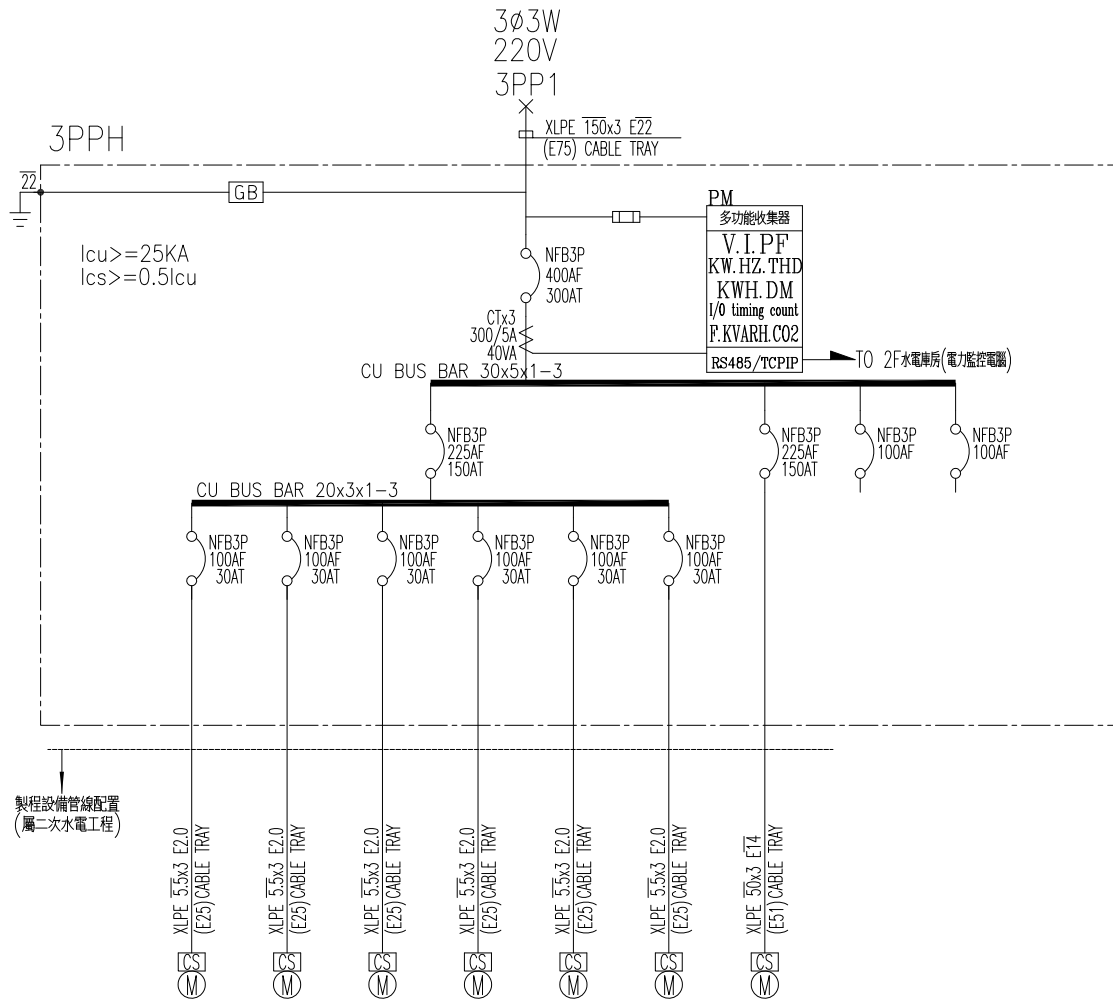 3ø3W
220V
3PP1
XLPE 150x3 E22
(E75) CABLE TRAY
3PPH
22
GB
PM
多功能收集器
V.I.PF
KW.HZ.THD
KWH.DM
I/O timing count
F.KVARH.CO2
RS485/TCPIP
TO 2F水電庫房(電力監控電腦)
Icu>=25KA
Ics>=0.5Icu
NFB3P
400AF
300AT
CTx3
300/5A
40VA
CU BUS BAR 30x5x1-3
NFB3P
225AF
150AT
NFB3P
225AF
150AT
NFB3P
100AF
NFB3P
100AF
CU BUS BAR 20x3x1-3
NFB3P
100AF
30AT
NFB3P
100AF
30AT
NFB3P
100AF
30AT
NFB3P
100AF
30AT
NFB3P
100AF
30AT
NFB3P
100AF
30AT
製程設備管線配置
(屬二次水電工程)
XLPE 5.5x3 E2.0
(E25) CABLE TRAY
XLPE 5.5x3 E2.0
(E25) CABLE TRAY
XLPE 5.5x3 E2.0
(E25) CABLE TRAY
XLPE 5.5x3 E2.0
(E25) CABLE TRAY
XLPE 5.5x3 E2.0
(E25) CABLE TRAY
XLPE 5.5x3 E2.0
(E25) CABLE TRAY
XLPE 50x3 E14
(E51) CABLE TRAY
CS
M
CS
M
CS
M
CS
M
CS
M
CS
M
CS
M